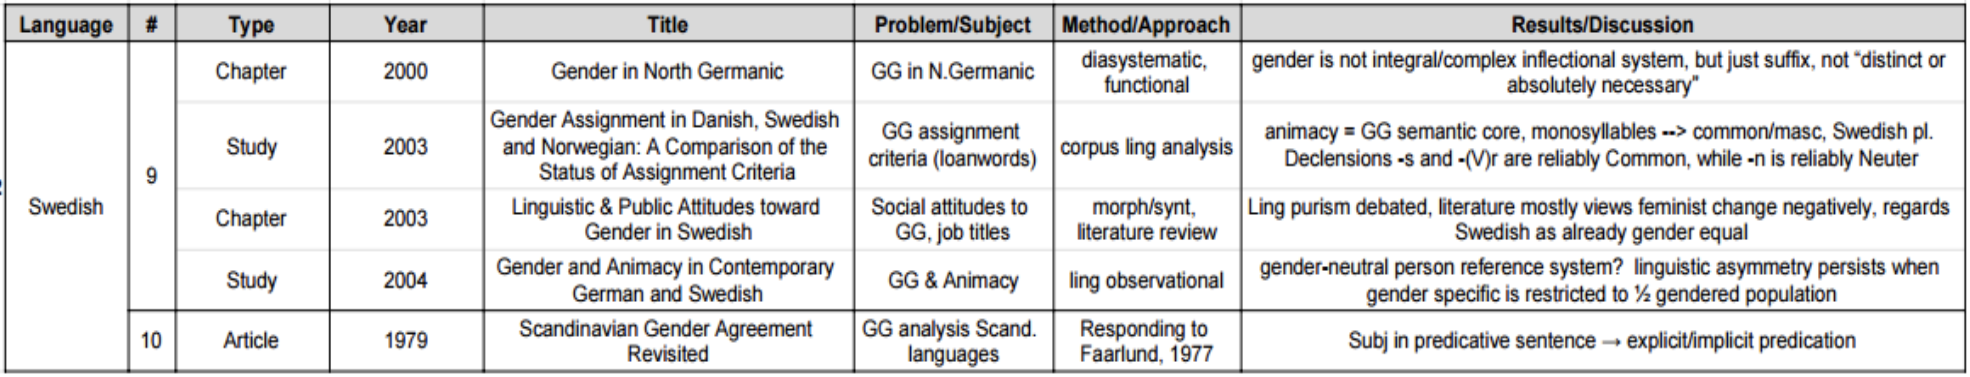 Language # Type Year Title Problem/Subject Method/Approach Results/Discussion
Swedish
9
Chapter 2000 Gender in North Germanic GG in N.Germanic
diasystematic,
functional
gender is not integral/complex inflectional system, but just suffix, not “distinct or
absolutely necessary”
Study 2003
Gender Assignment in Danish, Swedish
and Norwegian: A Comparison of the
Status of Assignment Criteria
GG assignment
criteria (loanwords)
corpus ling analysis
animacy = GG semantic core, monosyllables --> common/masc, Swedish pl.
Declensions -s and -(V)r are reliably Common, while -n is reliably Neuter
Chapter 2003
Linguistic & Public Attitudes toward
Gender in Swedish
Social attitudes to
GG, job titles
morph/synt,
literature review
Ling purism debated, literature mostly views feminist change negatively, regards
Swedish as already gender equal
Study 2004
Gender and Animacy in Contemporary
German and Swedish
GG & Animacy
ling observational
gender-neutral person reference system? linguistic asymmetry persists when
gender specific is restricted to ½ gendered population
10 Article 1979
Scandinavian Gender Agreement
Revisited
GG analysis Scand.
languages
Responding to
Faarlund, 1977
Subj in predicative sentence → explicit/implicit predication